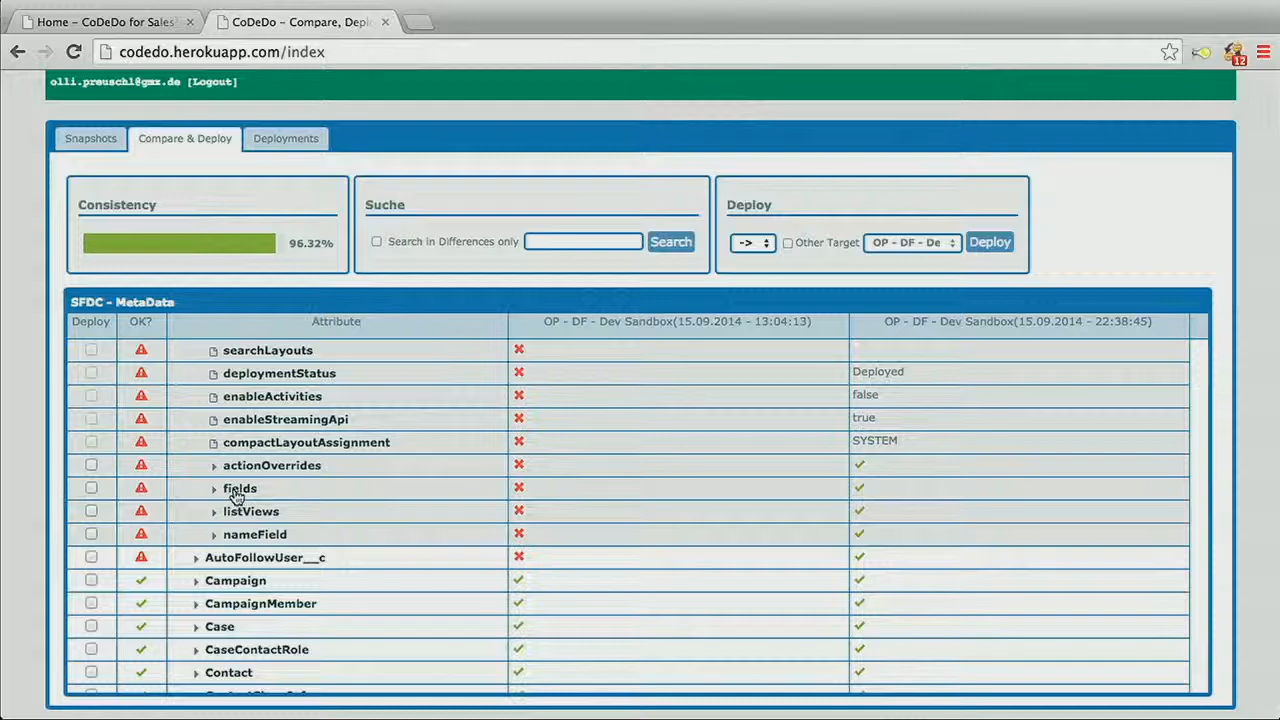 Home – CoDeDo for Sales
CoDeDo – Compare, Deplo
codedo.herokuapp.com/index
12
olli.preuschl@gmx.de [Logout]
Snapshots
Compare & Deploy
Deployments
Consistency
96.32%
Suche
Search in Differences only
Search
Deploy
->
Other Target
OP - DF - De
Deploy
SFDC - MetaData
Deploy
OK?
Attribute
OP - DF - Dev Sandbox(15.09.2014 - 13:04:13)
OP - DF - Dev Sandbox(15.09.2014 - 22:38:45)
searchLayouts
deploymentStatus
Deployed
enableActivities
false
enableStreamingApi
true
compactLayoutAssignment
SYSTEM
actionOverrides
fields
listViews
nameField
AutoFollowUser__c
Campaign
CampaignMember
Case
CaseContactRole
Contact